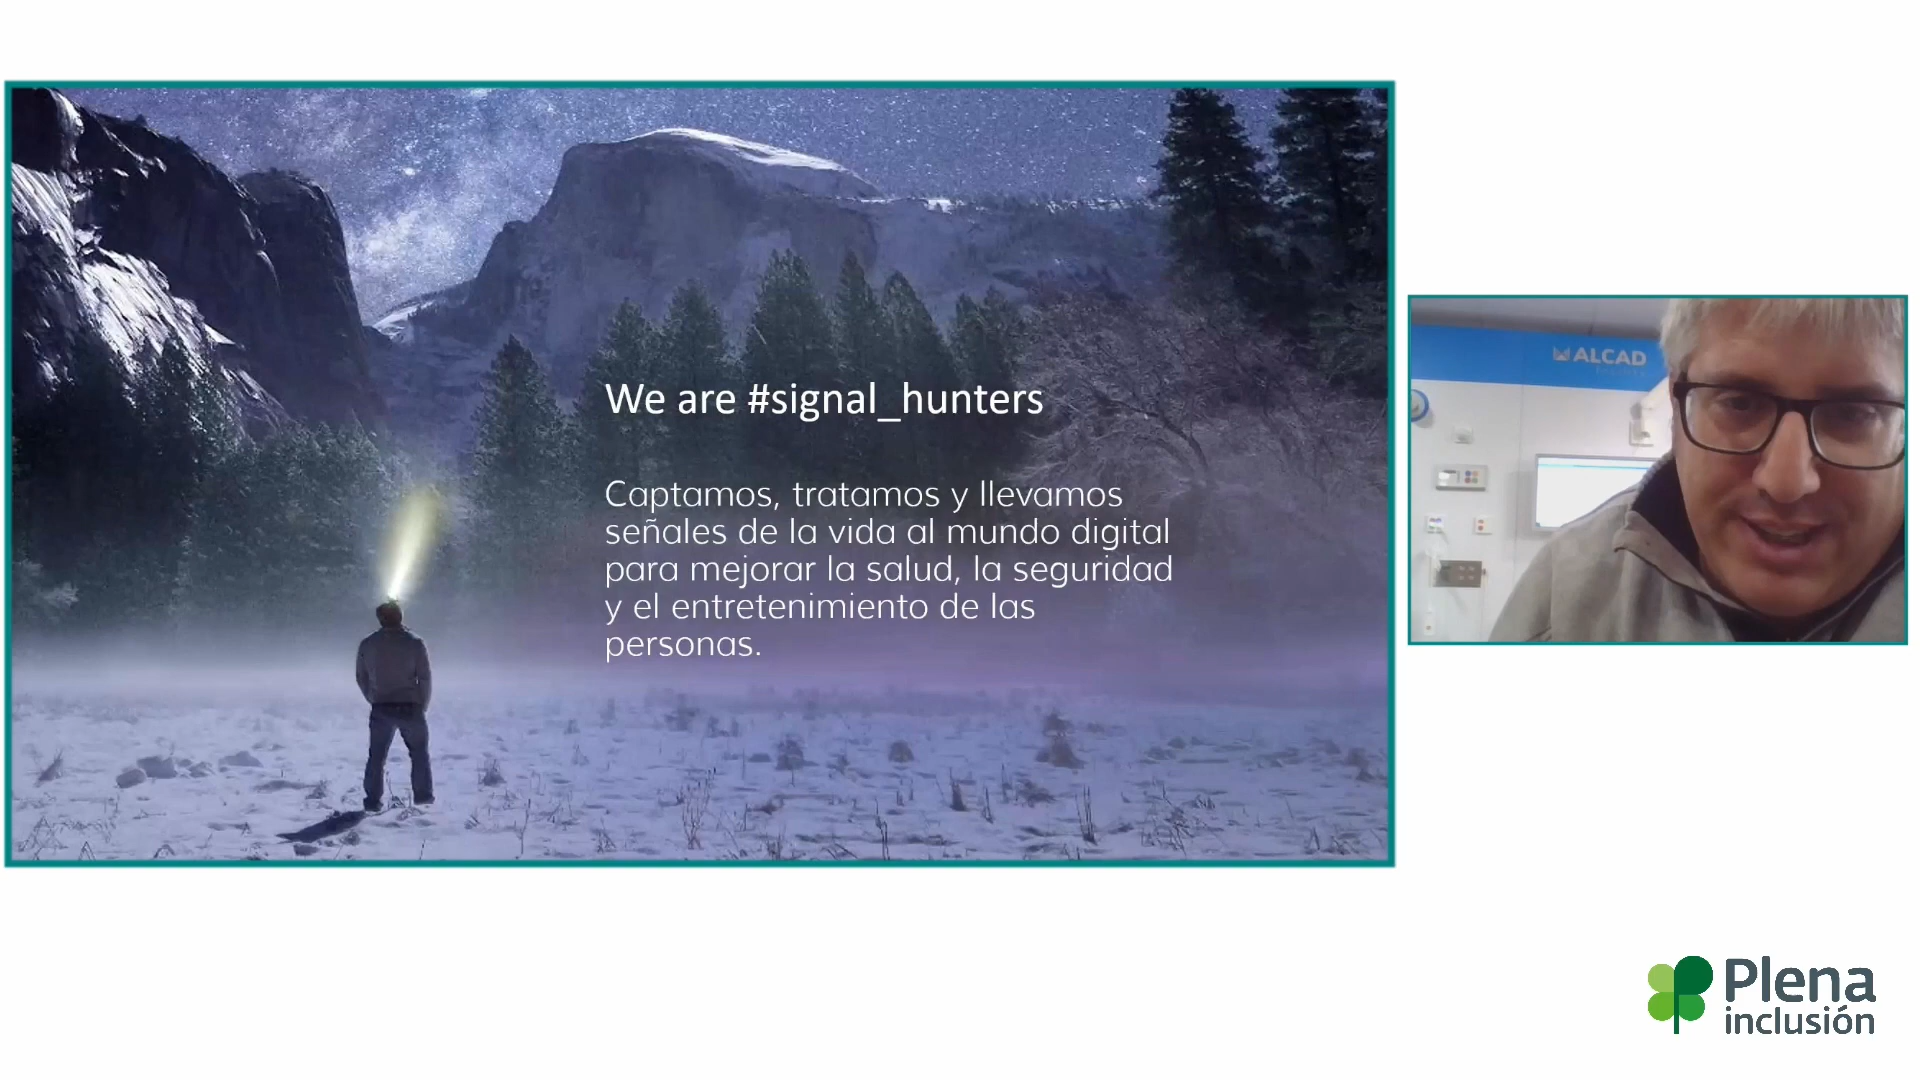 We are #signal_hunters
Captamos, tratamos y llevamos
señales de la vida al mundo digital
para mejorar la salud, la seguridad
y el entretenimiento de las
personas.
ALCAD
Plena
inclusión